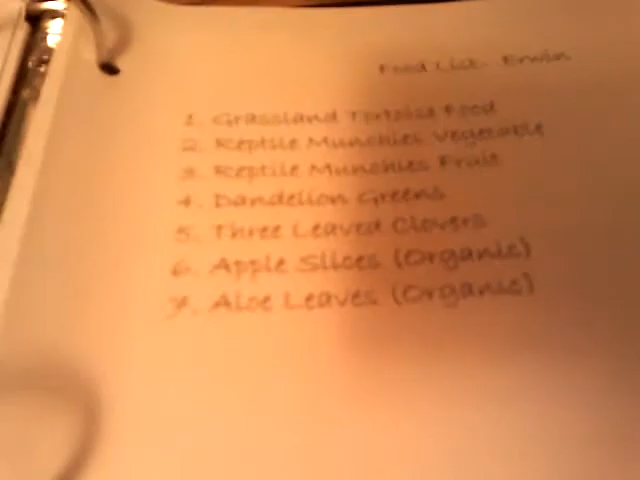 Food List- Erwin
1. Grassland Tortoise Food
2. Reptile Munchies Vegetable
3. Reptile Munchies Fruit
4. Dandelion Greens
5. Three Leaved Clovers
6. Apple Slices (Organic)
7. Aloe Leaves (Organic)